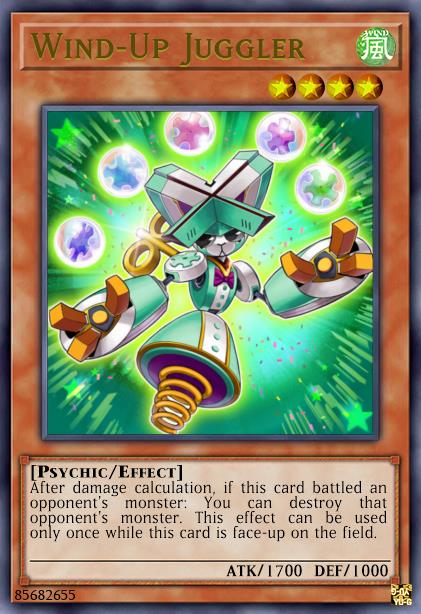 Wind-Up Juggler
WIND
風
[Psychic/Effect]
After damage calculation, if this card battled an
opponent's monster: You can destroy that
opponent's monster. This effect can be used
only once while this card is face-up on the field.
ATK/1700 DEF/1000
85682655